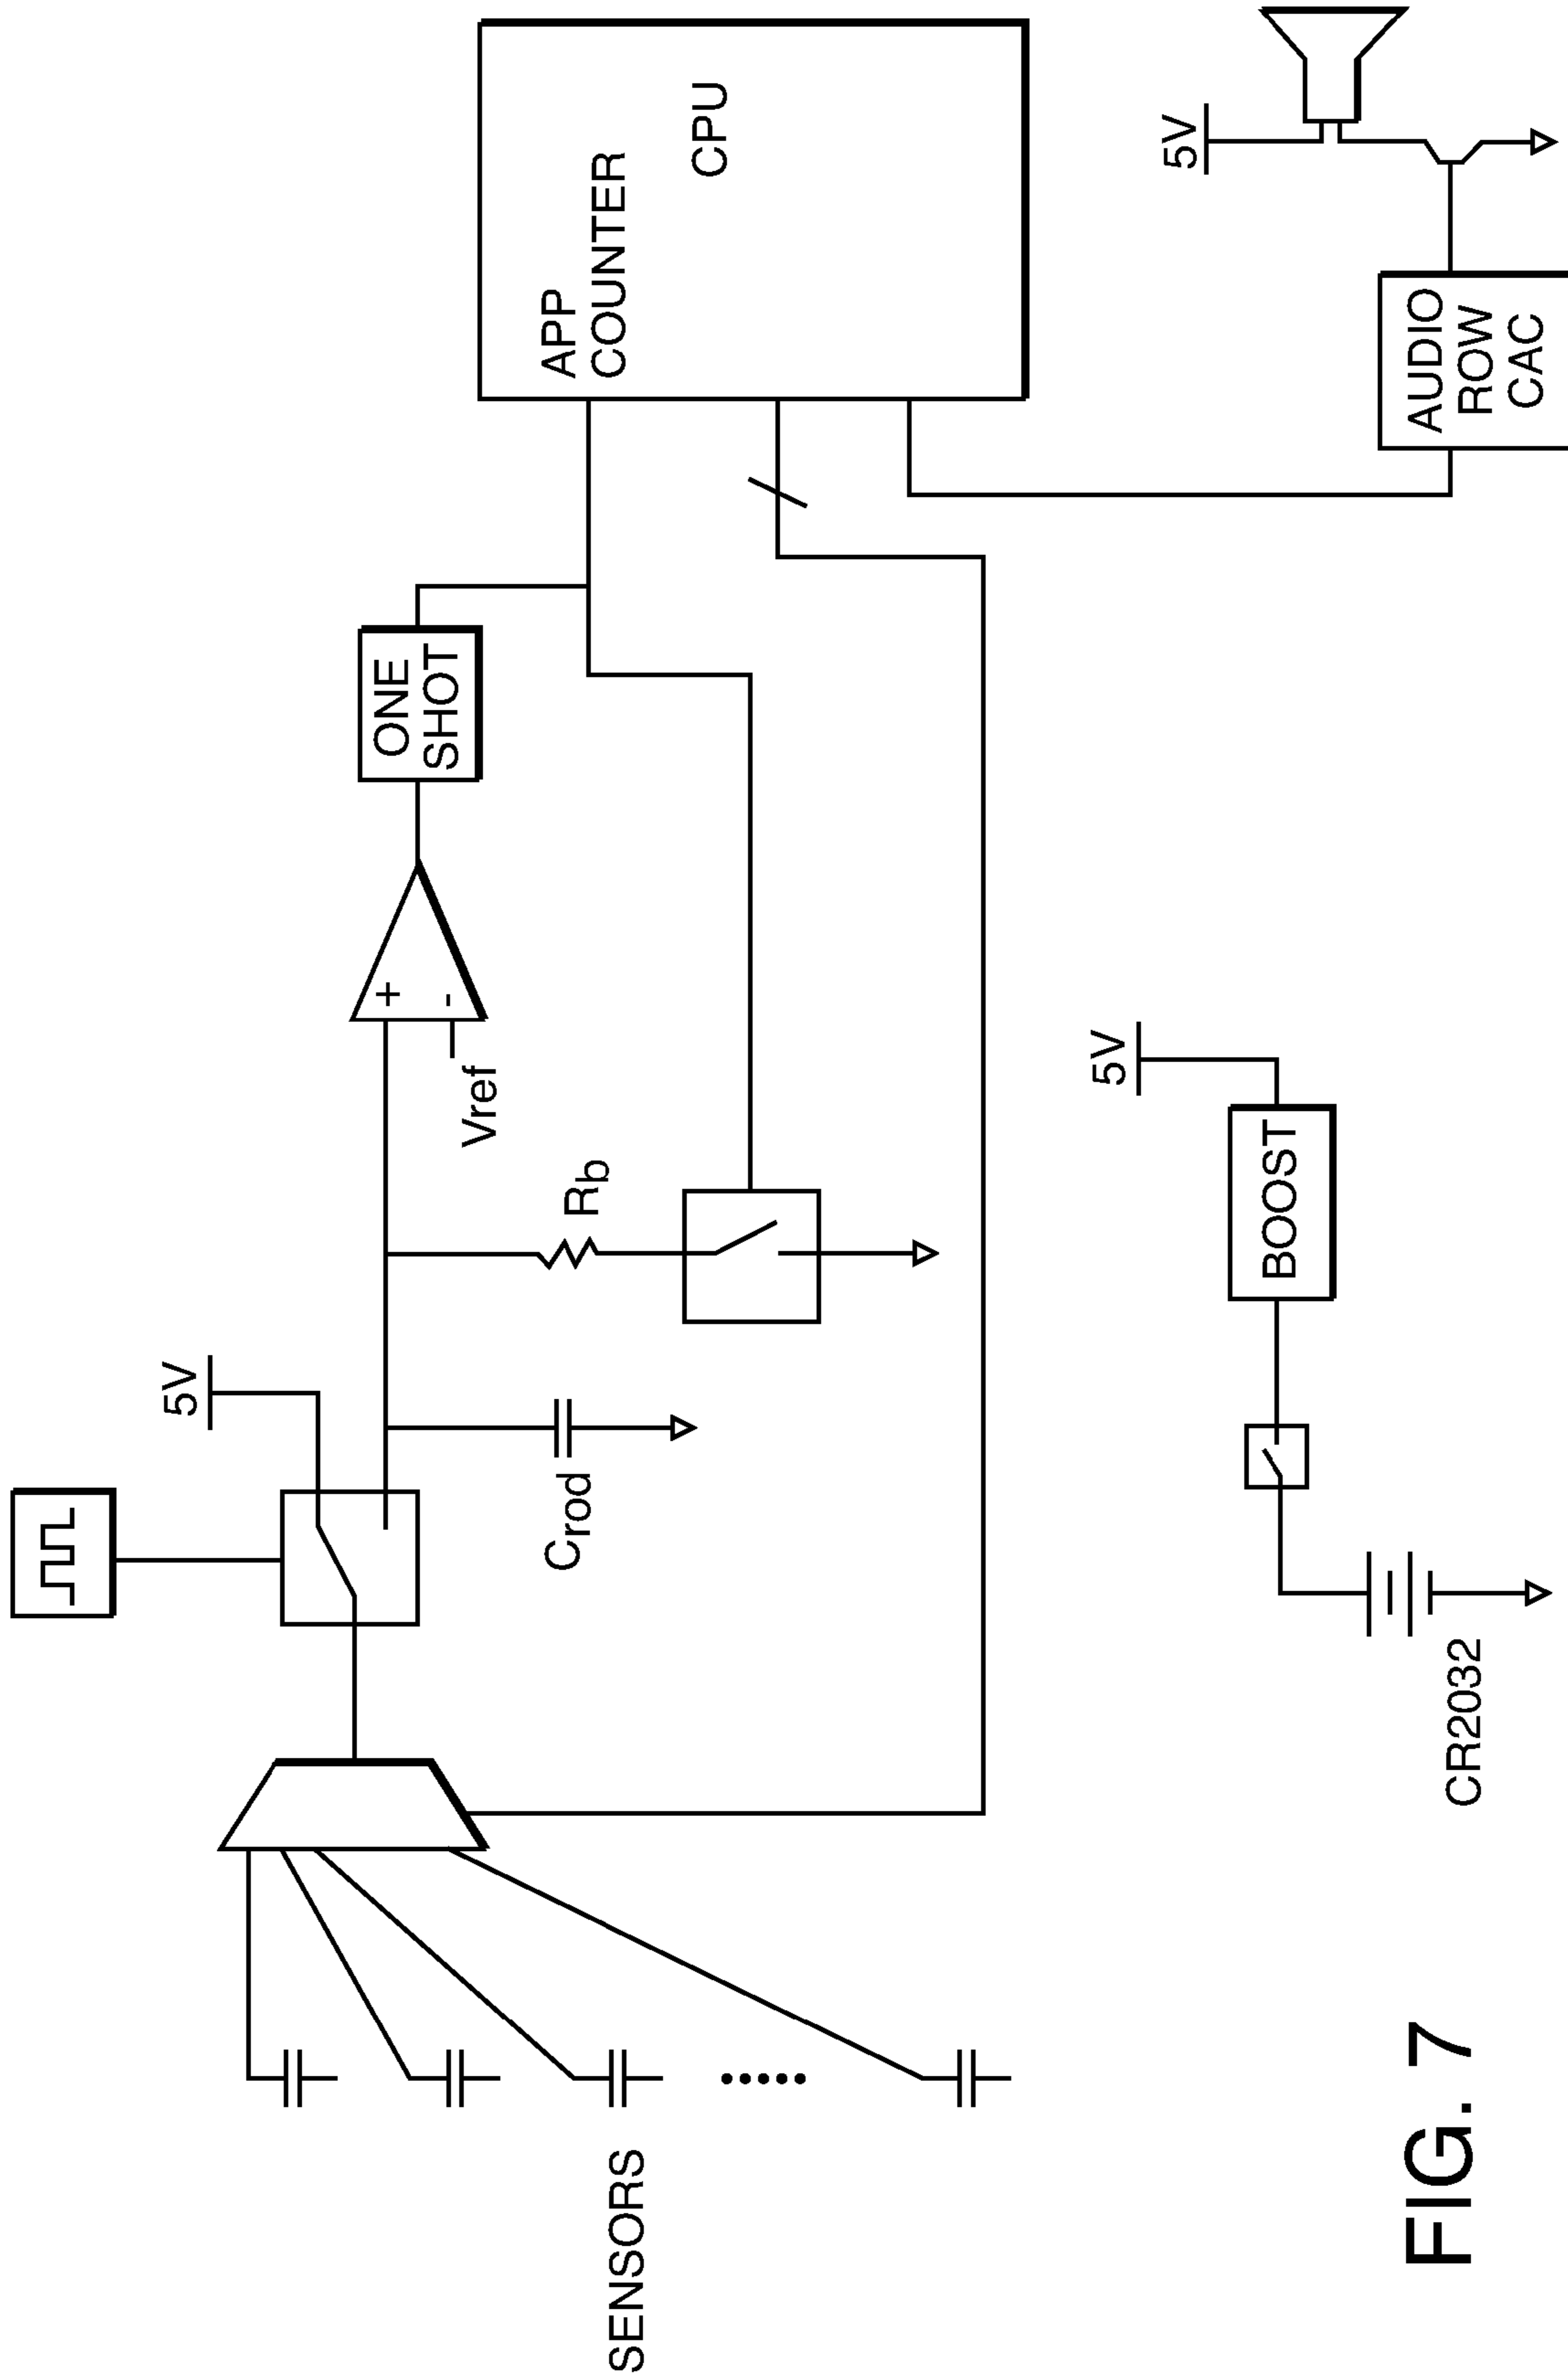 5V
APP
COUNTER
CPU
ONE
SHOT
+
-
Vref
Rb
Crod
SENSORS
5V
BOOST
CR2032
5V
AUDIO
ROW
CAC
FIG. 7